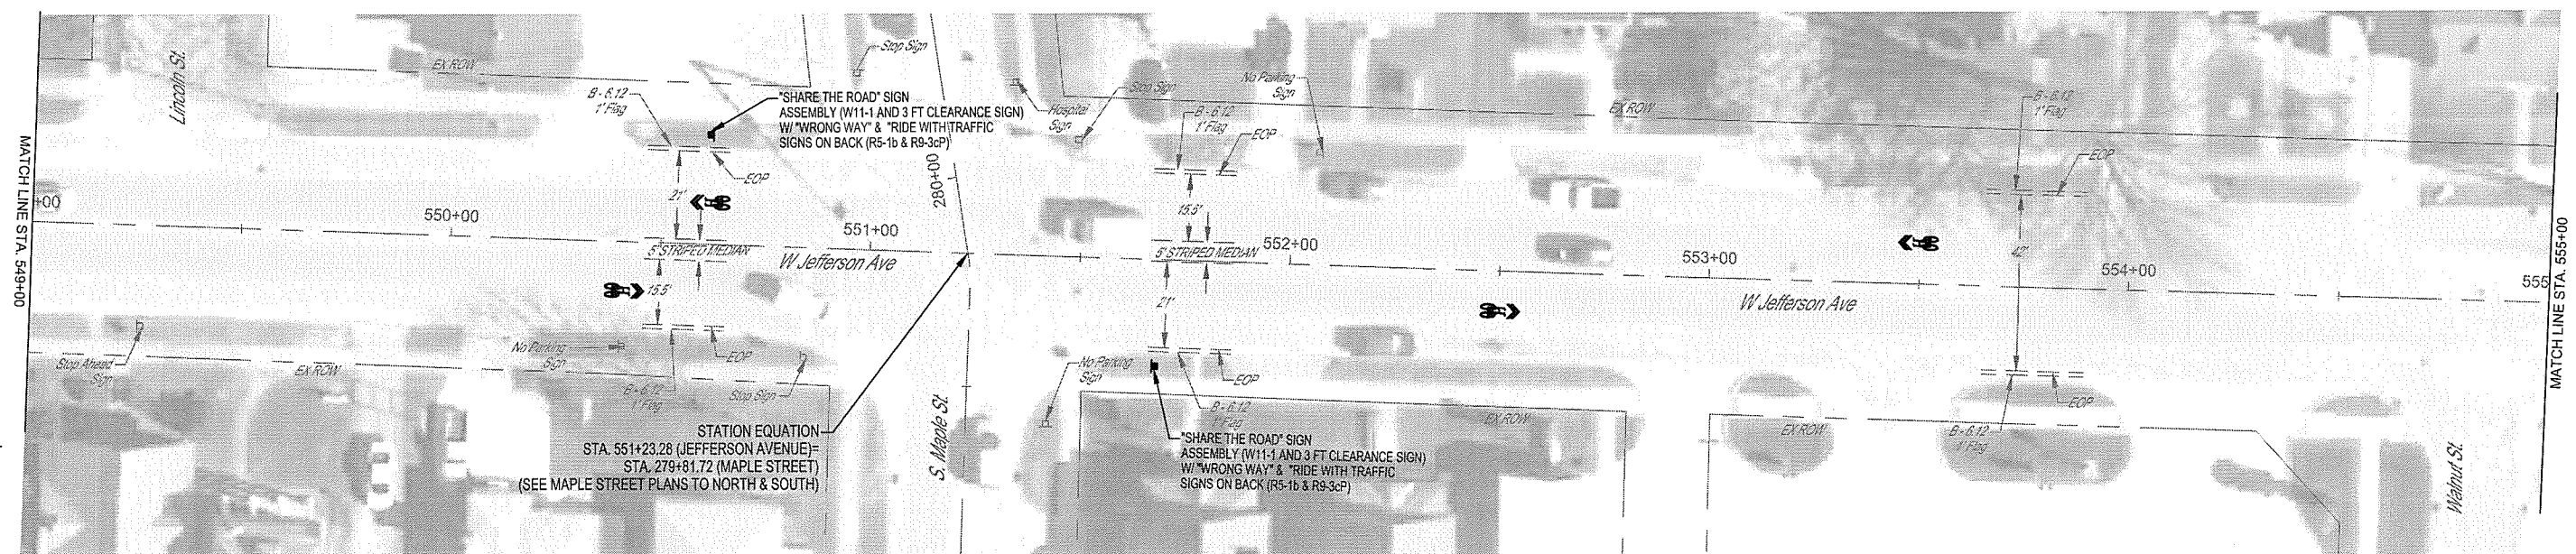 MATCH LINE STA. 549+00
+00
Lincoln St.
EX ROW
Stop Sign
B - 6.12
1' Flag
"SHARE THE ROAD" SIGN
ASSEMBLY (W11-1 AND 3 FT CLEARANCE SIGN)
W/ "WRONG WAY" & "RIDE WITH TRAFFIC
SIGNS ON BACK (R5-1b & R9-3cP)
EOP
21'
550+00
551+00
280+00
5' STRIPED MEDIAN
W Jefferson Ave
15.5'
Stop Ahead
Sign
EX ROW
No Parking
Sign
B - 6.12
1' Flag
EOP
Stop Sign
STATION EQUATION
STA. 551+23.28 (JEFFERSON AVENUE)=
STA. 279+81.72 (MAPLE STREET)
(SEE MAPLE STREET PLANS TO NORTH & SOUTH)
S. Maple St.
Hospital
Sign
Stop Sign
No Parking
Sign
B - 6.12
1' Flag
EOP
15.5'
5' STRIPED MEDIAN
552+00
21'
No Parking
Sign
EOP
B - 6.12
1' Flag
"SHARE THE ROAD" SIGN
ASSEMBLY (W11-1 AND 3 FT CLEARANCE SIGN)
W/ "WRONG WAY" & "RIDE WITH TRAFFIC
SIGNS ON BACK (R5-1b & R9-3cP)
EX ROW
EX ROW
B - 6.12
1' Flag
EOP
42'
553+00
W Jefferson Ave
554+00
555
EX ROW
B - 6.12
1' Flag
EOP
Walnut St.
MATCH LINE STA. 555+00